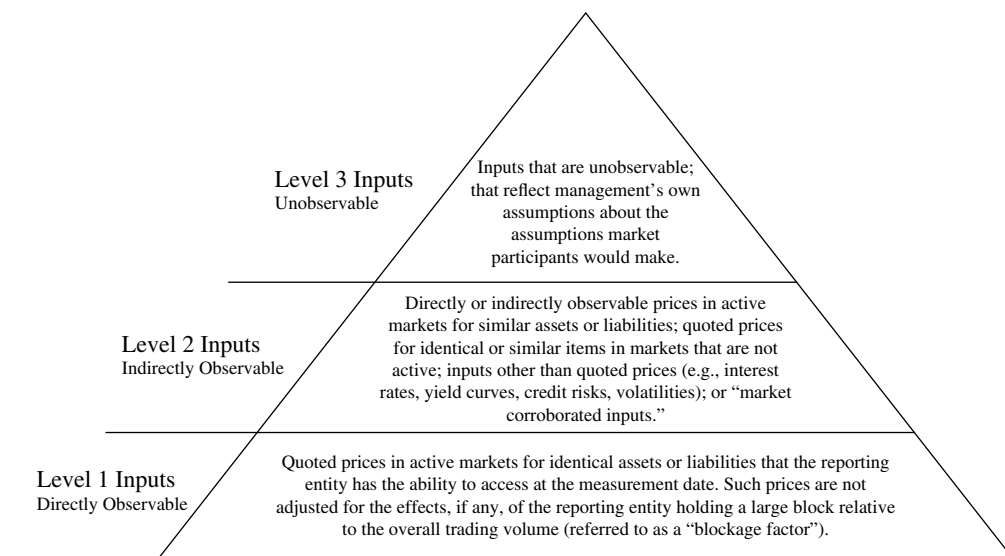 Level 3 Inputs
Unobservable
Inputs that are unobservable;
that reflect management’s own
assumptions about the
assumptions market
participants would make.
Level 2 Inputs
Indirectly Observable
Directly or indirectly observable prices in active
markets for similar assets or liabilities; quoted prices
for identical or similar items in markets that are not
active; inputs other than quoted prices (e.g., interest
rates, yield curves, credit risks, volatilities); or “market
corroborated inputs.”
Level 1 Inputs
Directly Observable
Quoted prices in active markets for identical assets or liabilities that the reporting
entity has the ability to access at the measurement date. Such prices are not
adjusted for the effects, if any, of the reporting entity holding a large block relative
to the overall trading volume (referred to as a “blockage factor”).